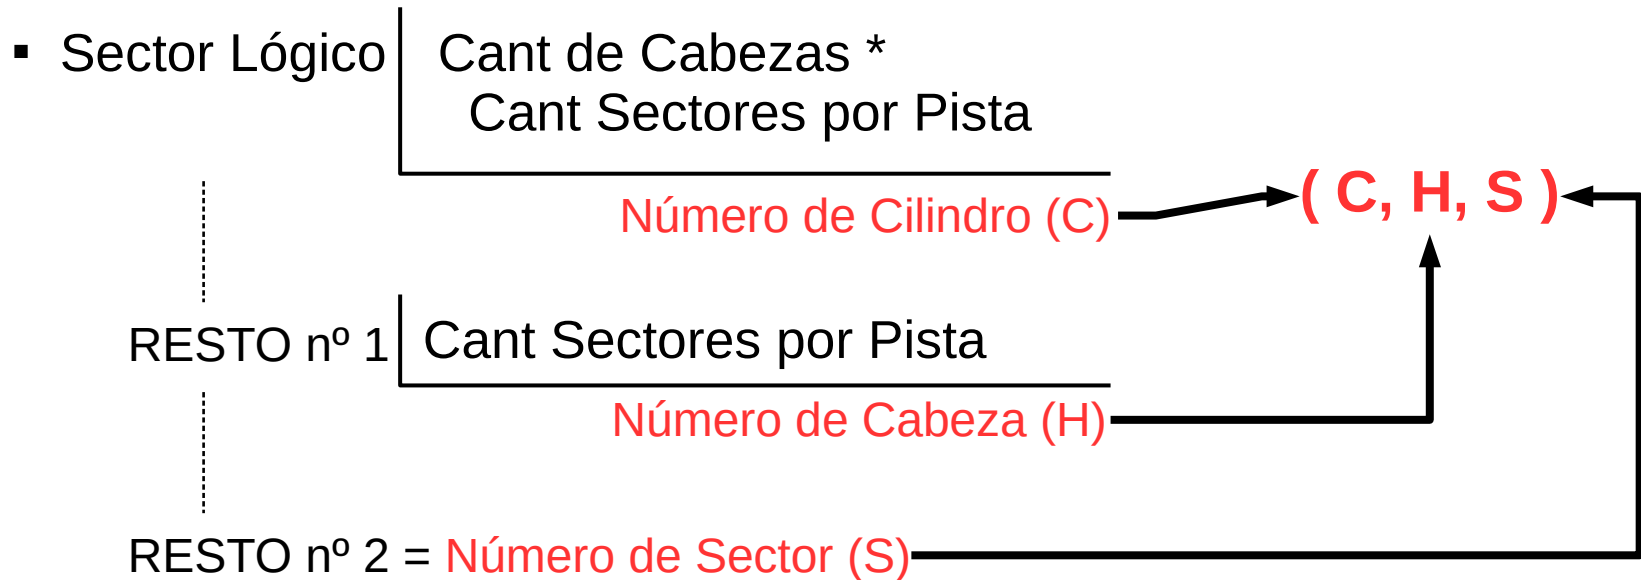 ▪ Sector Lógico Cant de Cabezas *
Cant Sectores por Pista
Número de Cilindro (C)
( C, H, S )
RESTO nº 1 Cant Sectores por Pista
Número de Cabeza (H)
RESTO nº 2 = Número de Sector (S)